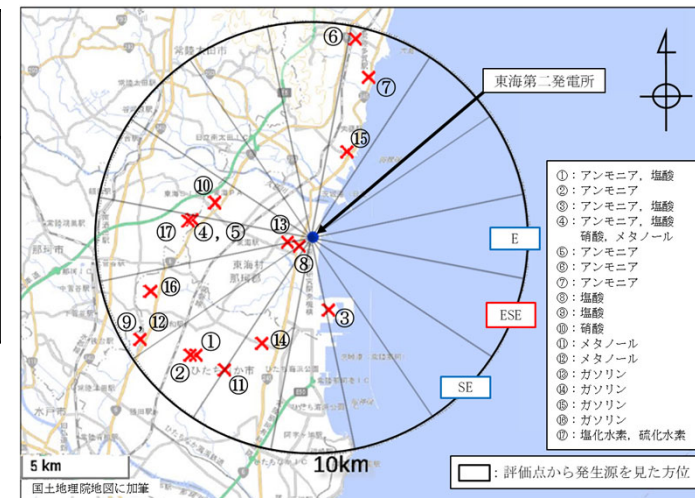 東海第二発電所
⑥
⑦
⑮
⑩
⑰
④，⑤
⑬
⑧
⑯
③
⑨，⑫
①
②
⑭
⑪
E
ESE
SE
常陸太田市
那珂市
東海村
那珂郡
ひたちなか市
水戸市
①：アンモニア，塩酸
②：アンモニア
③：アンモニア，塩酸
④：アンモニア，塩酸
硝酸，メタノール
⑤：アンモニア
⑥：アンモニア
⑦：アンモニア
⑧：塩酸
⑨：塩酸
⑩：硝酸
⑪：メタノール
⑫：メタノール
⑬：ガソリン
⑭：ガソリン
⑮：ガソリン
⑯：ガソリン
⑰：塩化水素，硫化水素
5 km
10km
国土地理院地図に加筆
：評価点から発生源を見た方位